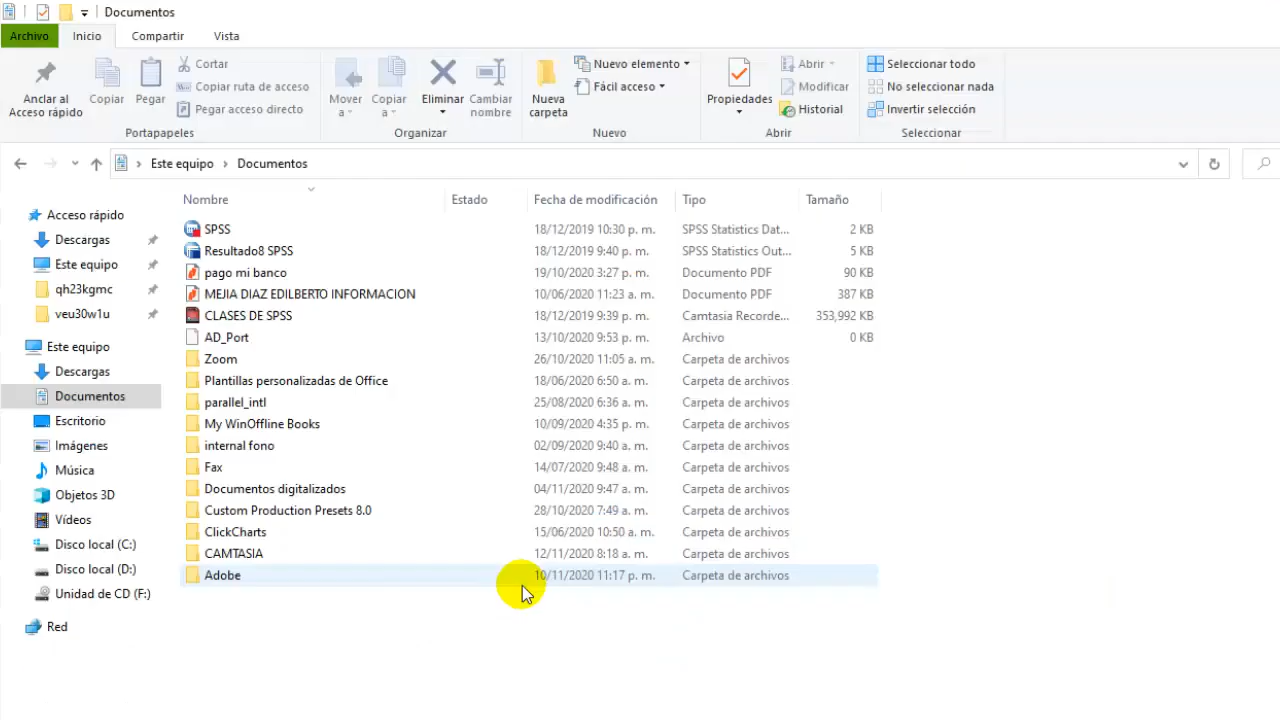 Documentos
Archivo Inicio Compartir Vista
Anclar al Acceso rápido
Copiar
Pegar
Cortar
Copiar ruta de acceso
Pegar acceso directo
Portapapeles
Mover a
Copiar a
Eliminar
Cambiar nombre
Organizar
Nueva carpeta
Nuevo elemento
Fácil acceso
Nuevo
Propiedades
Abrir
Modificar
Historial
Abrir
Seleccionar todo
No seleccionar nada
Invertir selección
Seleccionar
Este equipo > Documentos
Acceso rápido
Descargas
Este equipo
qh23kgmc
veu30w1u
Este equipo
Descargas
Documentos
Escritorio
Imágenes
Música
Objetos 3D
Vídeos
Disco local (C:)
Disco local (D:)
Unidad de CD (F:)
Red
Nombre Estado Fecha de modificación Tipo Tamaño
SPSS 18/12/2019 10:30 p. m. SPSS Statistics Dat... 2 KB
Resultado8 SPSS 18/12/2019 9:40 p. m. SPSS Statistics Out... 5 KB
pago mi banco 19/10/2020 3:27 p. m. Documento PDF 90 KB
MEJIA DIAZ EDILBERTO INFORMACION 10/06/2020 11:23 a. m. Documento PDF 387 KB
CLASES DE SPSS 18/12/2019 9:39 p. m. Camtasia Recorde... 353,992 KB
AD_Port 13/10/2020 9:53 p. m. Archivo 0 KB
Zoom 26/10/2020 11:05 a. m. Carpeta de archivos
Plantillas personalizadas de Office 18/06/2020 6:50 a. m. Carpeta de archivos
parallel_intl 25/08/2020 6:36 a. m. Carpeta de archivos
My WinOffline Books 10/09/2020 4:35 p. m. Carpeta de archivos
internal fono 02/09/2020 9:40 a. m. Carpeta de archivos
Fax 14/07/2020 9:48 a. m. Carpeta de archivos
Documentos digitalizados 04/11/2020 9:47 a. m. Carpeta de archivos
Custom Production Presets 8.0 28/10/2020 7:49 a. m. Carpeta de archivos
ClickCharts 15/06/2020 10:50 a. m. Carpeta de archivos
CAMTASIA 12/11/2020 8:18 a. m. Carpeta de archivos
Adobe 10/11/2020 11:17 p. m. Carpeta de archivos